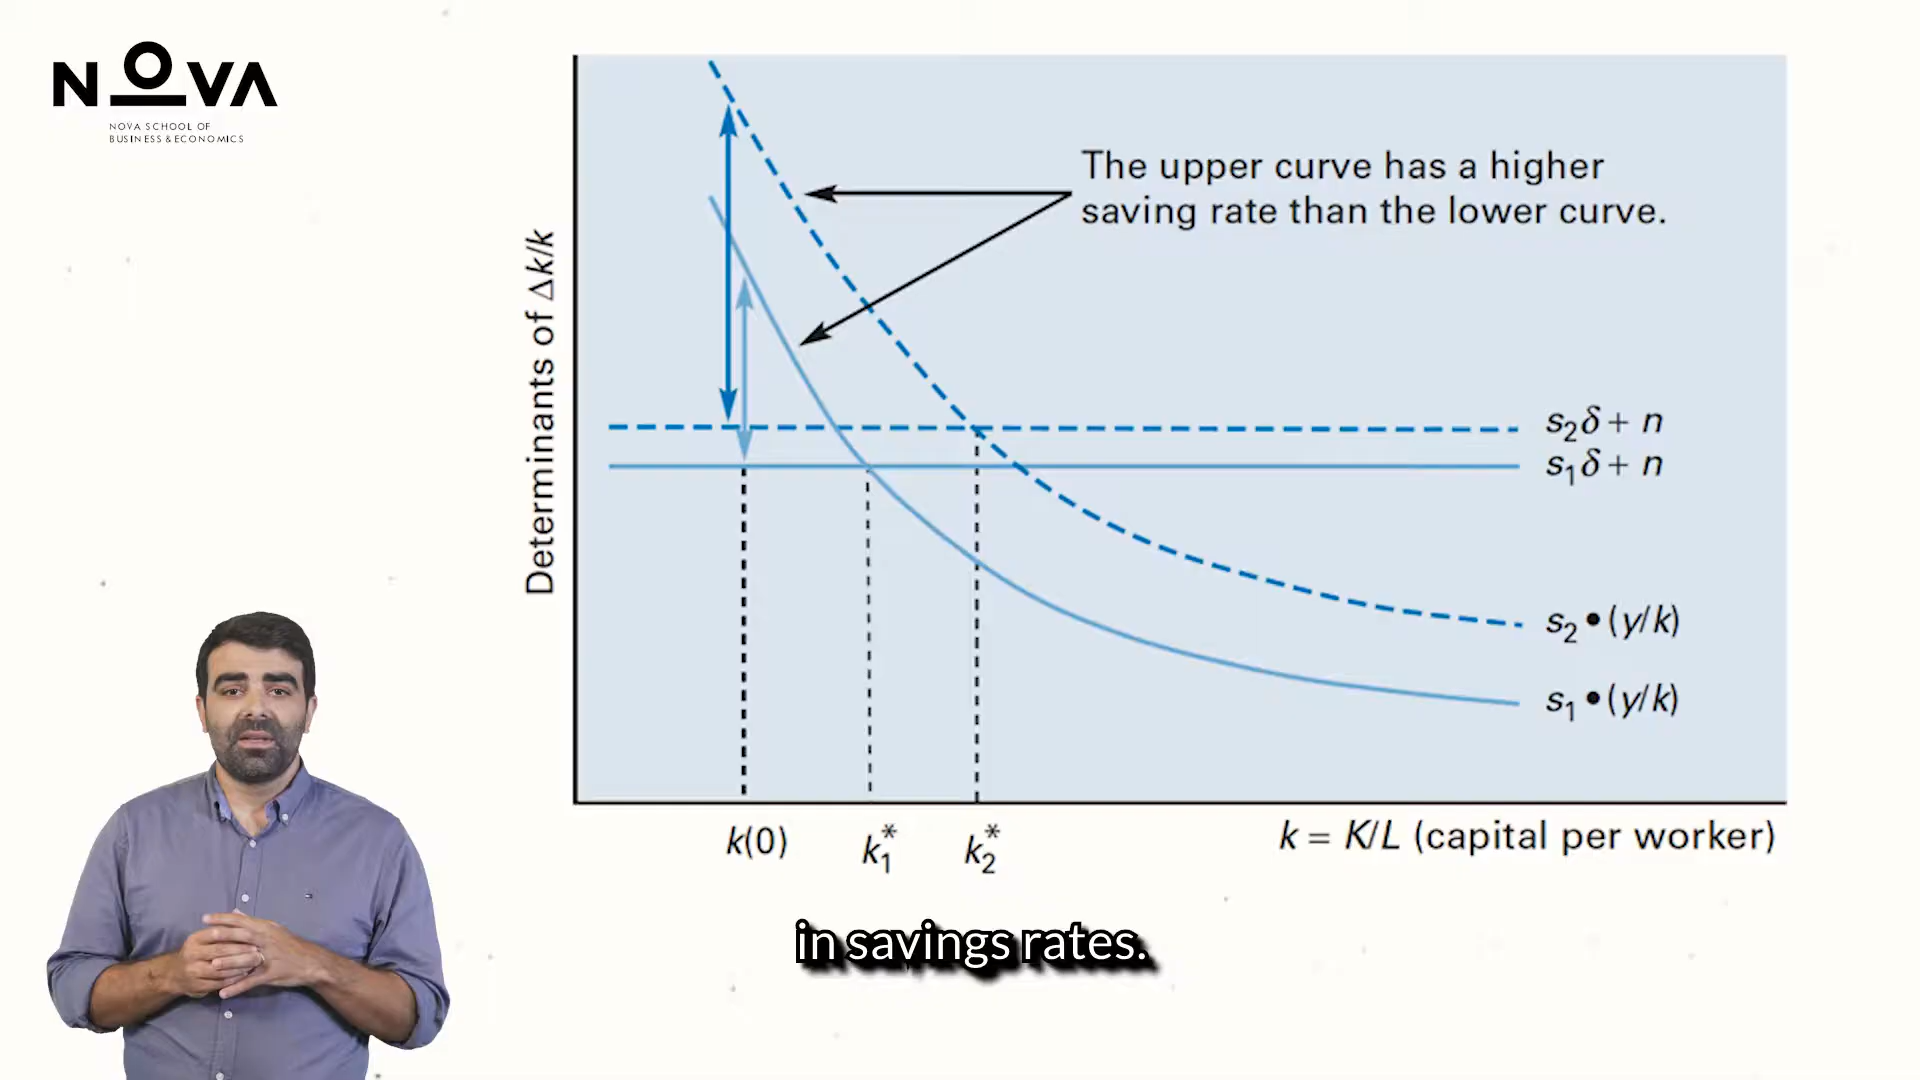 NOVA
NOVA SCHOOL OF
BUSINESS & ECONOMICS
Determinants of Δk/k
The upper curve has a higher
saving rate than the lower curve.
s₂δ + n
s₁δ + n
s₂ • (y/k)
s₁ • (y/k)
k(0)
k₁*
k₂*
k = K/L (capital per worker)
in savings rates.